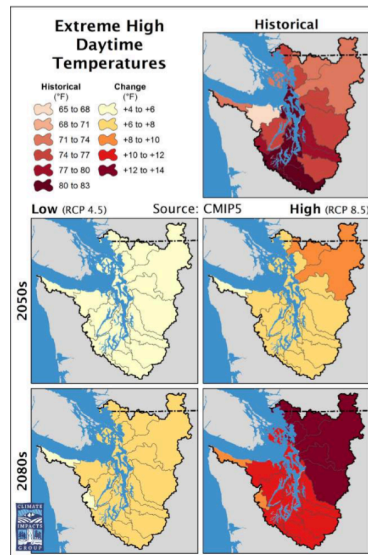 Extreme High
Daytime
Temperatures
Historical
(°F)
65 to 68
68 to 71
71 to 74
74 to 77
77 to 80
80 to 83
Change
(°F)
+4 to +6
+6 to +8
+8 to +10
+10 to +12
+12 to +14
Historical
Low (RCP 4.5)
Source: CMIP5
High (RCP 8.5)
2050s
2080s
CLIMATE
IMPACTS
GROUP